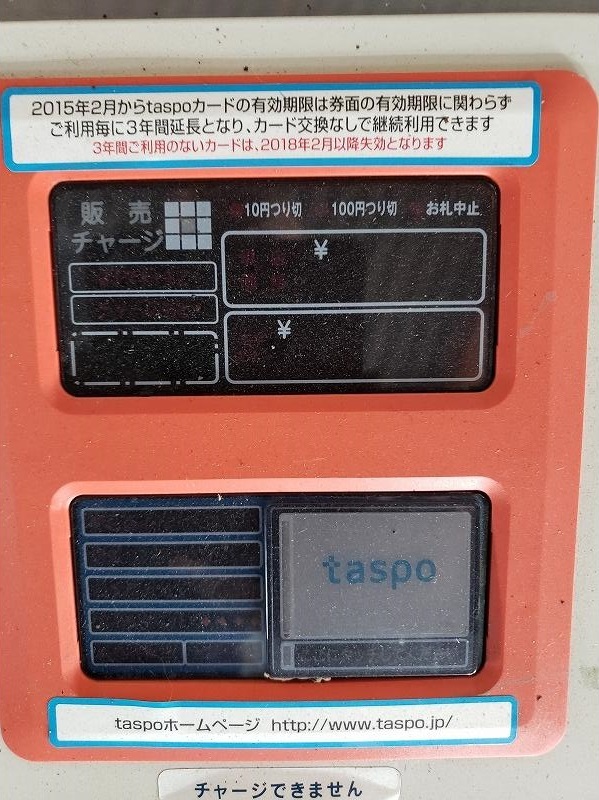 2015年2月からtaspoカードの有効期限は券面の有効期限に関わらず
ご利用毎に3年間延長となり、カード交換なしで継続利用できます
3年間ご利用のないカードは、2018年2月以降失効となります
販売 10円つり切 100円つり切 お札中止
チャージ
¥
¥
taspo
taspoホームページ http://www.taspo.jp/
チャージできません